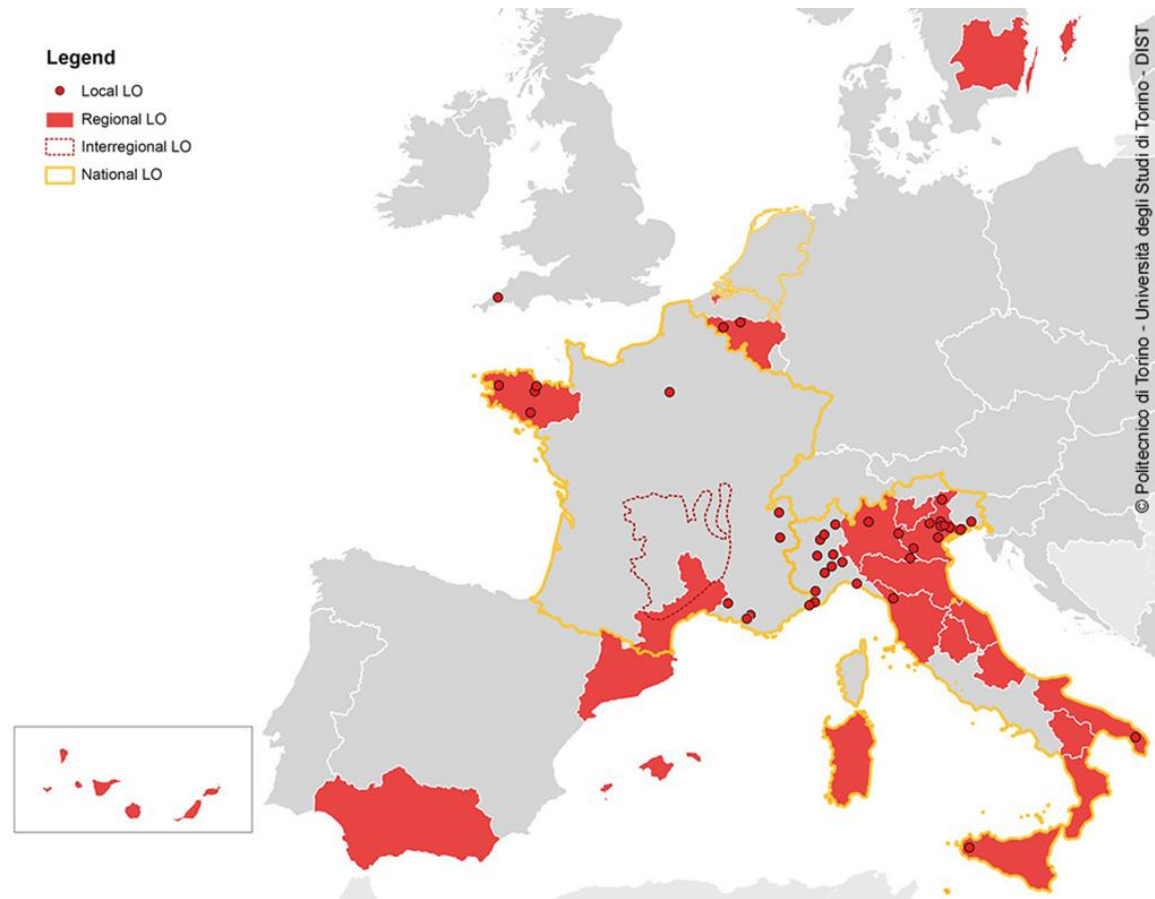 Legend
Local LO
Regional LO
Interregional LO
National LO
© Politecnico di Torino - Università degli Studi di Torino - DIST